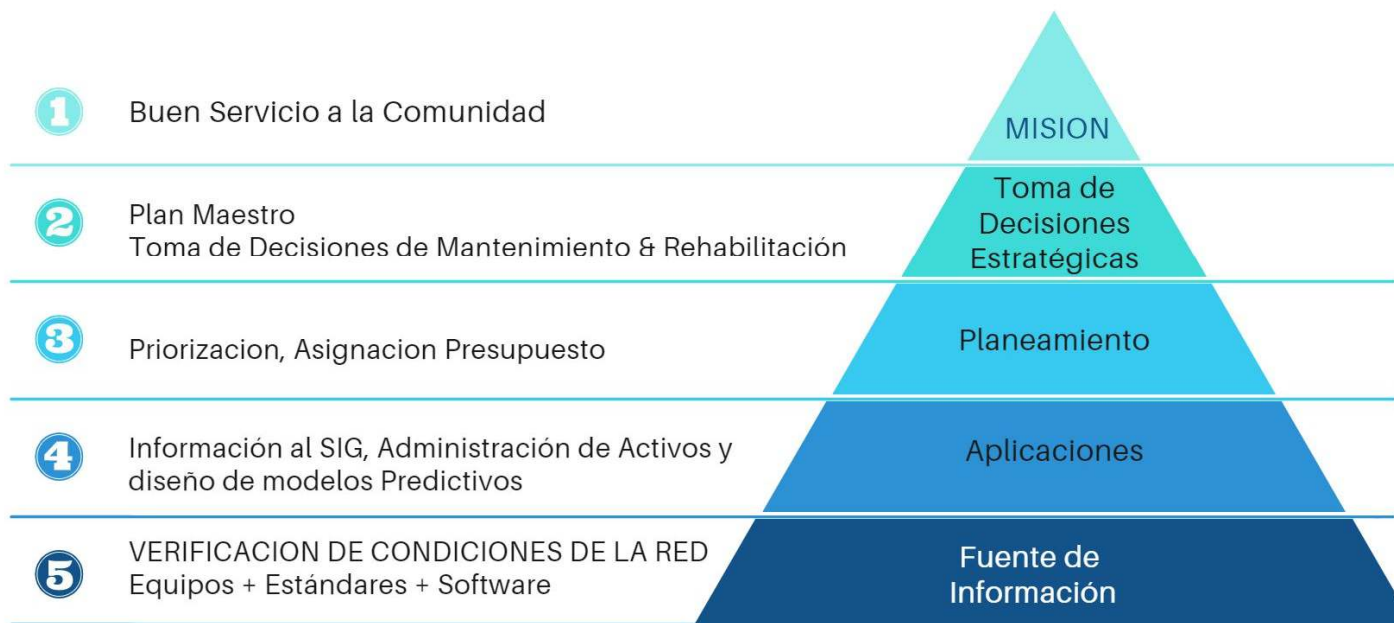 1
Buen Servicio a la Comunidad
MISION
2
Plan Maestro
Toma de Decisiones de Mantenimiento & Rehabilitación
Toma de
Decisiones
Estratégicas
3
Priorizacion, Asignacion Presupuesto
Planeamiento
4
Información al SIG, Administración de Activos y
diseño de modelos Predictivos
Aplicaciones
5
VERIFICACION DE CONDICIONES DE LA RED
Equipos + Estándares + Software
Fuente de
Información